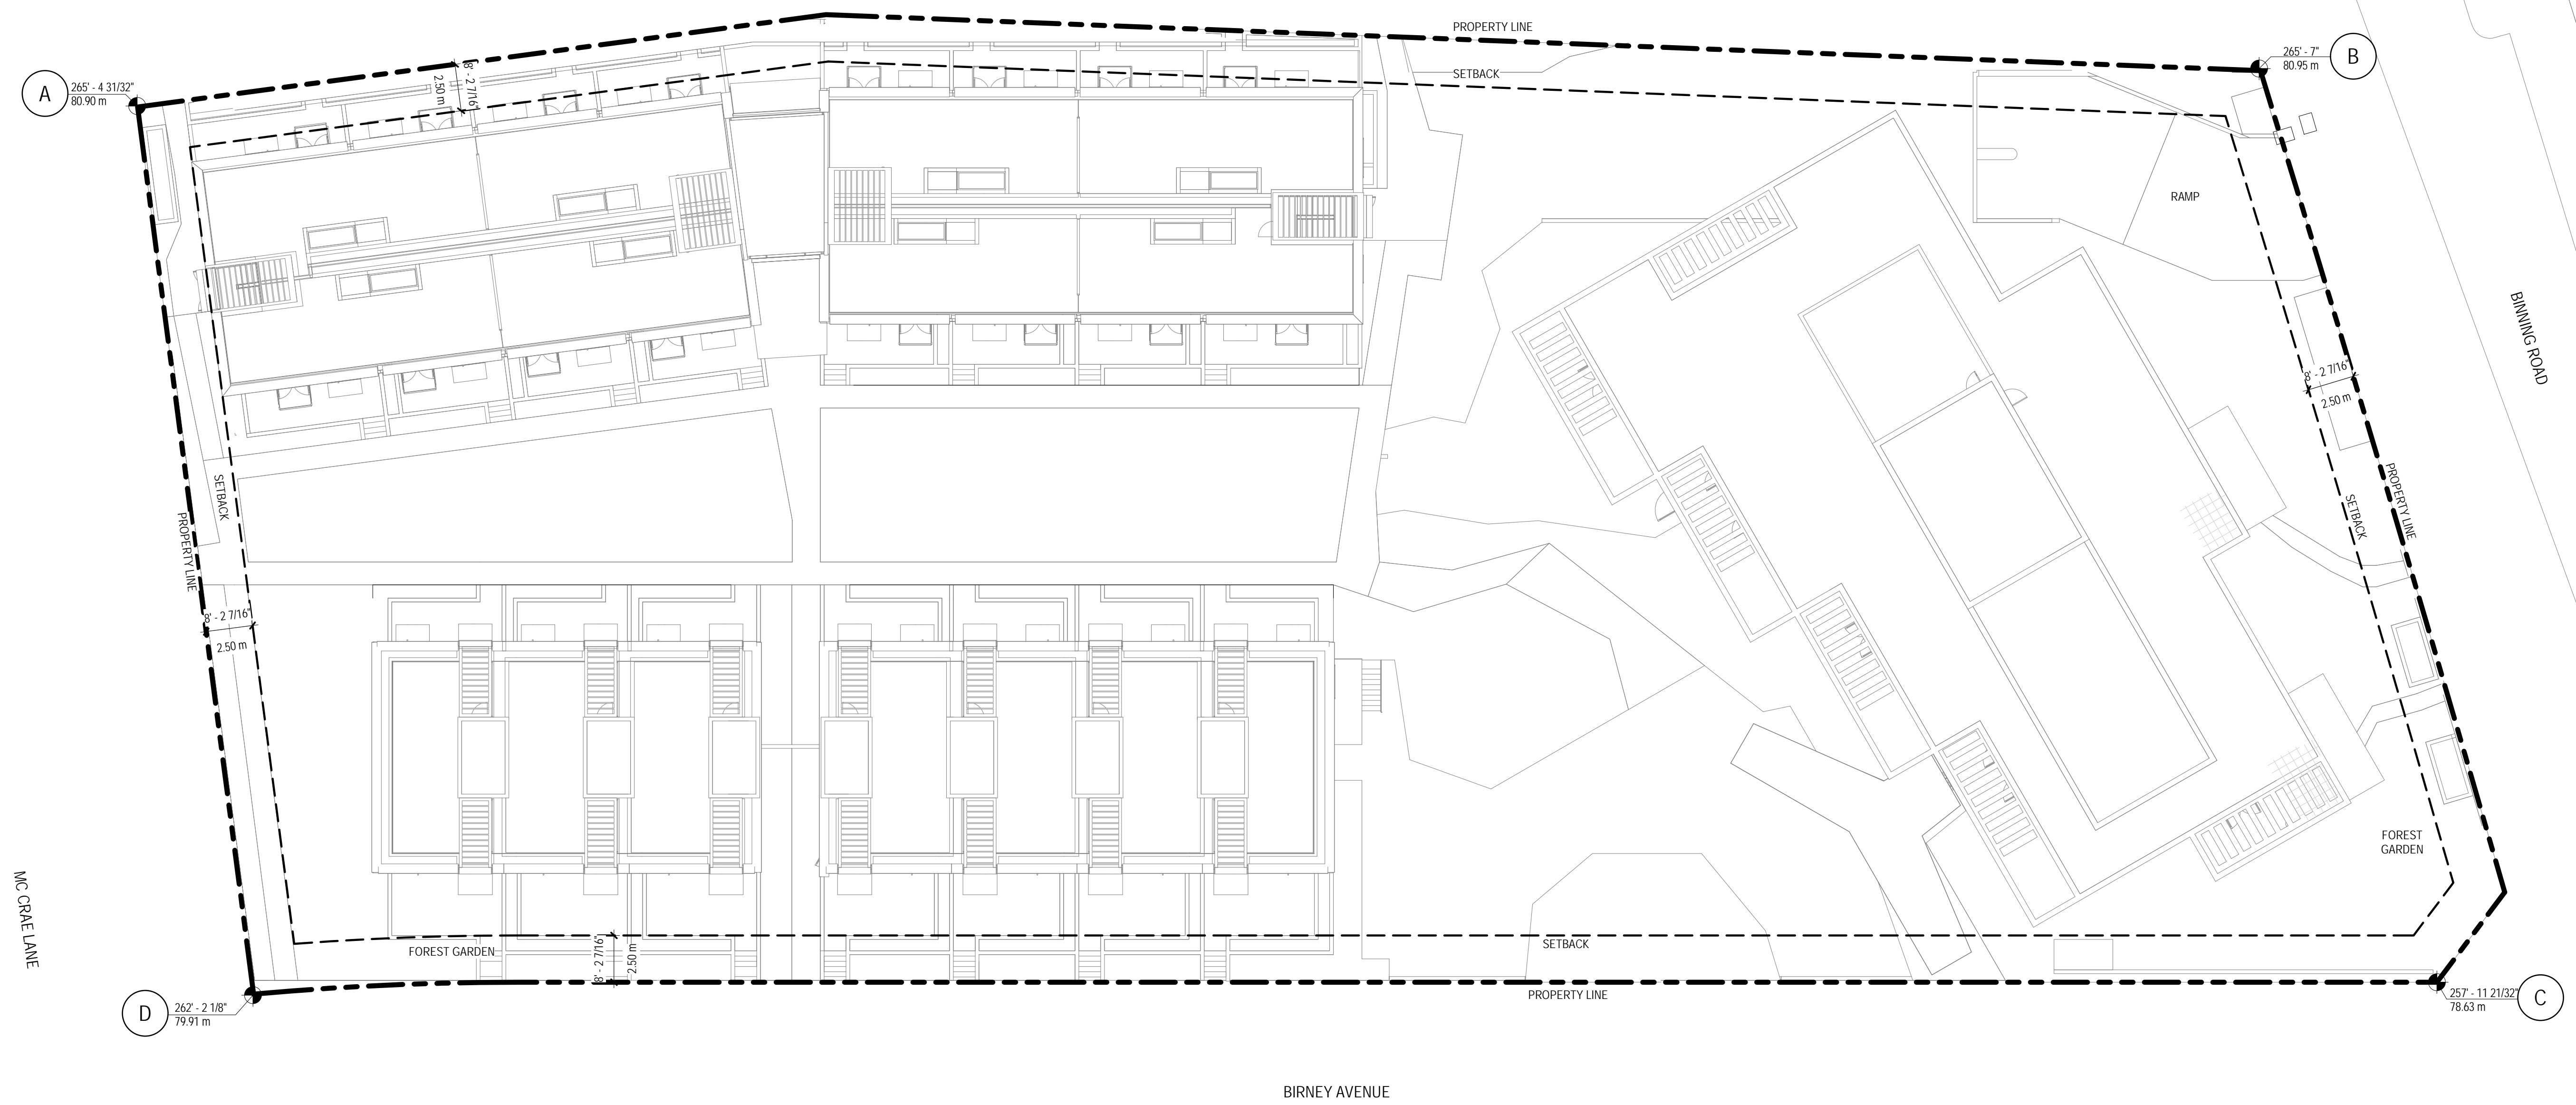 PROPERTY LINE
SETBACK
A
265' - 4 31/32"
80.90 m
8' - 2 7/16"
2.50 m
265' - 7"
80.95 m
B
RAMP
BINNING ROAD
8' - 2 7/16"
2.50 m
SETBACK
PROPERTY LINE
SETBACK
PROPERTY LINE
8' - 2 7/16"
2.50 m
FOREST
GARDEN
MC CRAE LANE
FOREST GARDEN
8' - 2 7/16"
2.50 m
SETBACK
PROPERTY LINE
D
262' - 2 1/8"
79.91 m
257' - 11 21/32"
78.63 m
C
BIRNEY AVENUE